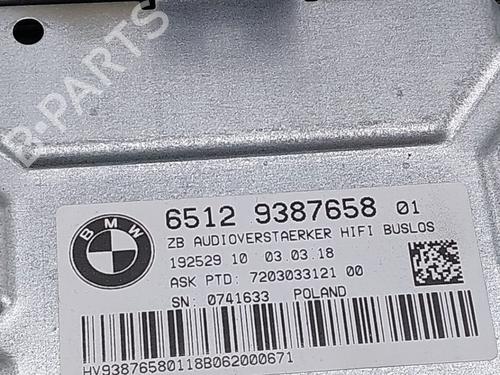 B-PARTS
BMW
6512 9387658 01
ZB AUDIOVERSTAERKER HIFI BUSLOS
192529 10 03.03.18
ASK PTD: 7203033121 00
SN: 0741633 POLAND
HV93876580118B062000671